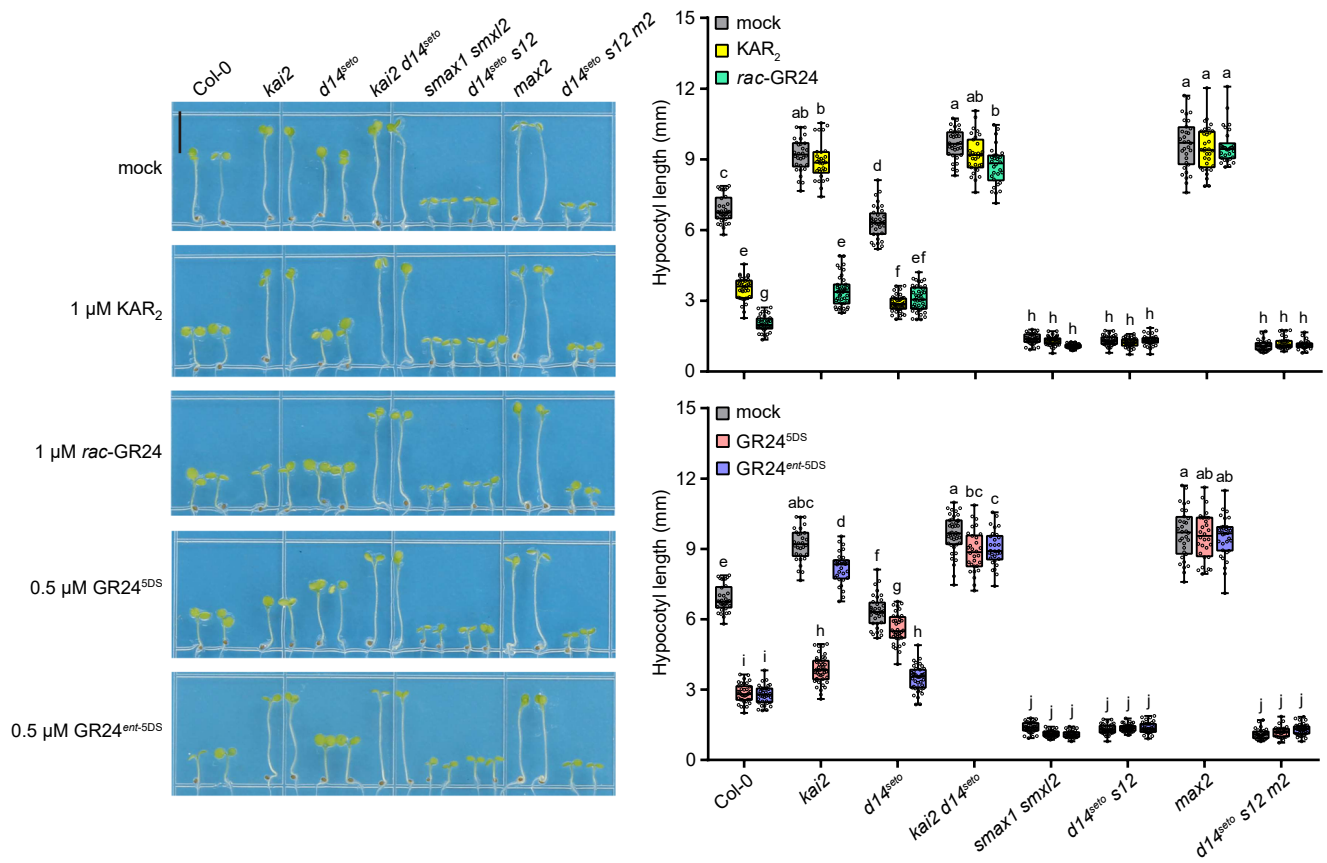 Col-0
kai2
d14seto
kai2 d14seto
smax1 smxl2
d14seto s12
max2
d14seto s12 m2
mock
1 µM KAR2
1 µM rac-GR24
0.5 µM GR245DS
0.5 µM GR24ent-5DS
15
12
9
6
3
0
Hypocotyl length (mm)
mock
KAR2
rac-GR24
c e g
ab b e
d f ef
a ab b
h h h
h h h
a a a
h h h
15
12
9
6
3
0
Hypocotyl length (mm)
mock
GR245DS
GR24ent-5DS
e i i
abc h d
f g h
a bc c
j j j
j j j
a ab ab
j j j
Col-0
kai2
d14seto
kai2 d14seto
smax1 smxl2
d14seto s12
max2
d14seto s12 m2